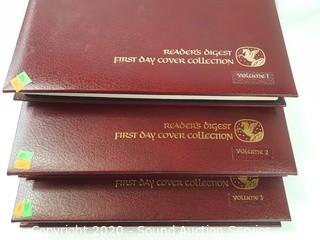 READER'S DIGEST
FIRST DAY COVER COLLECTION
VOLUME 1
READER'S DIGEST
FIRST DAY COVER COLLECTION
VOLUME 2
FIRST DAY COVER COLLECTION
VOLUME 3
Copyright 2020 - Sound Auction Service